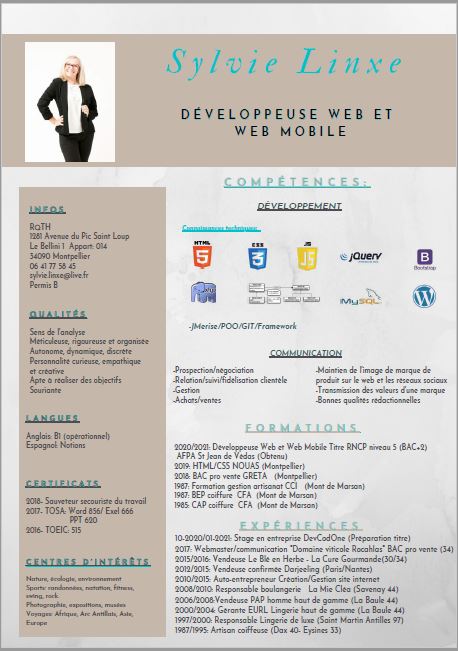 Sylvie Linxe
DÉVELOPPEUSE WEB ET
WEB MOBILE
INFOS
RQTH
1281 Avenue du Pic Saint Loup
Le Bellini 1 Appart: 014
34090 Montpellier
06 41 77 58 45
sylvie.linxe@live.fr
Permis B
QUALITÉS
Sens de l'analyse
Méticuleuse, rigoureuse et organisée
Autonome, dynamique, discrète
Personnalité curieuse, empathique
et créative
Apte à réaliser des objectifs
Souriante
LANGUES
Anglais: B1 (opérationnel)
Espagnol: Notions
CERTIFICATS
2018- Sauveteur secouriste du travail
2017- TOSA: Word 856/ Exel 666
PPT 620
2016- TOEIC: 515
CENTRES D'INTÉRÊTS
Nature, écologie, environnement
Sports: randonnées, natation, fitness,
swing, rock.
Photographie, expositions, musées
Voyages: Afrique, Arc Antillais, Asie,
Europe
COMPÉTENCES:
DÉVELOPPEMENT
Connaissances techniques:
HTML
5
CSS
3
JS
jQuery
B
Bootstrap
MySQL
-JMerise/POO/GIT/Framework
COMMUNICATION
-Prospection/négociation
-Relation/suivi/fidélisation clientèle
-Gestion
-Achats/ventes
-Maintien de l'image de marque de
produit sur le web et les réseaux sociaux
-Transmission des valeurs d'une marque
-Bonnes qualités rédactionnelles
FORMATIONS
2020/2021: Développeuse Web et Web Mobile Titre RNCP niveau 5 (BAC+2)
AFPA St Jean de Védas (Obtenu)
2019: HTML/CSS NOUAS (Montpellier)
2018: BAC pro vente GRETA (Montpellier)
1987: Formation gestion artisanat CCI (Mont de Marsan)
1987: BEP coiffure CFA (Mont de Marsan)
1985: CAP coiffure CFA (Mont de Marsan)
EXPÉRIENCES
10-2020/01-2021: Stage en entreprise DevCodOne (Préparation titre)
2017: Webmaster/communication "Domaine viticole Rocahlas" BAC pro vente (34)
2015/2016: Vendeuse Le Blé en Herbe - La Cure Gourmande(30/34)
2012/2015: Vendeuse confirmée Darjeeling (Paris/Nantes)
2010/2015: Auto-entrepreneur Création/Gestion site internet
2008/2010: Responsable boulangerie La Mie Clea (Savenay 44)
2006/2008:Vendeuse PAP homme haut de gamme (La Baule 44)
2000/2004: Gérante EURL Lingerie haut de gamme (La Baule 44)
1997/2000: Responsable Lingerie de luxe (Saint Martin Antilles 97)
1987/1995: Artisan coiffeuse (Dax 40- Eysines 33)